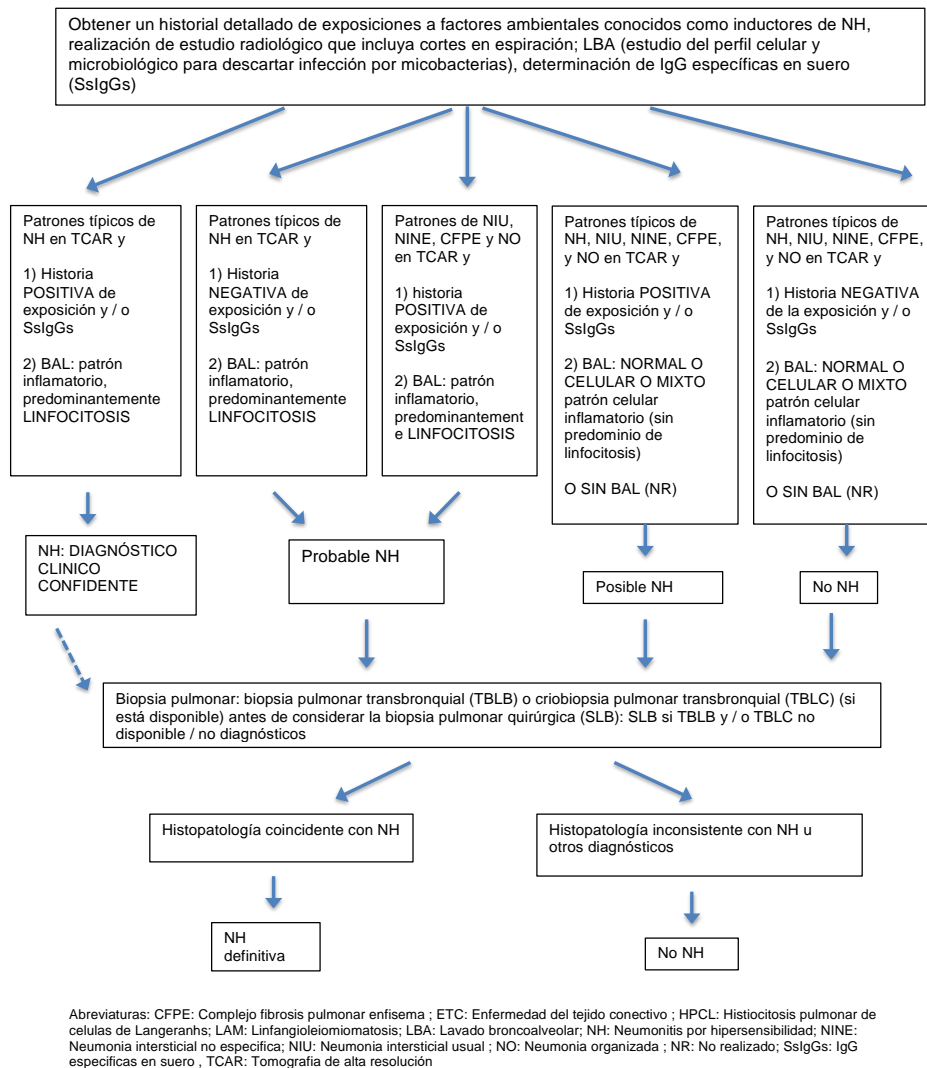 Obtener un historial detallado de exposiciones a factores ambientales conocidos como inductores de NH,
realización de estudio radiológico que incluya cortes en espiración; LBA (estudio del perfil celular y
microbiológico para descartar infección por micobacterias), determinación de IgG específicas en suero
(SsIgGs)
Patrones típicos de
NH en TCAR y
1) Historia
POSITIVA de
exposición y / o
SsIgGs
2) BAL: patrón
inflamatorio,
predominantemente
LINFOCITOSIS
Patrones típicos de
NH en TCAR y
1) Historia
NEGATIVA de
exposición y / o
SsIgGs
2) BAL: patrón
inflamatorio,
predominantemente
LINFOCITOSIS
Patrones de NIU,
NINE, CFPE y NO
en TCAR y
1) historia
POSITIVA de
exposición y / o
SsIgGs
2) BAL: patrón
inflamatorio,
predominantement
e LINFOCITOSIS
Patrones típicos de
NH, NIU, NINE, CFPE,
y NO en TCAR y
1) Historia POSITIVA
de exposición y / o
SsIgGs
2) BAL: NORMAL O
CELULAR O MIXTO
patrón celular
inflamatorio (sin
predominio de
linfocitosis)
O SIN BAL (NR)
Patrones típicos de
NH, NIU, NINE, CFPE,
y NO en TCAR y
1) Historia NEGATIVA
de la exposición y / o
SsIgGs
2) BAL: NORMAL O
CELULAR O MIXTO
patrón celular
inflamatorio (sin
predominio de
linfocitosis)
O SIN BAL (NR)
NH: DIAGNÓSTICO
CLINICO
CONFIDENTE
Probable NH
Posible NH
No NH
Biopsia pulmonar: biopsia pulmonar transbronquial (TBLB) o criobiopsia pulmonar transbronquial (TBLC) (si
está disponible) antes de considerar la biopsia pulmonar quirúrgica (SLB): SLB si TBLB y / o TBLC no
disponible / no diagnósticos
Histopatología coincidente con NH
Histopatología inconsistente con NH u
otros diagnósticos
NH
definitiva
No NH
Abreviaturas: CFPE: Complejo fibrosis pulmonar enfisema ; ETC: Enfermedad del tejido conectivo ; HPCL: Histiocitosis pulmonar de
celulas de Langeranhs; LAM: Linfangioleiomiomatosis; LBA: Lavado broncoalveolar; NH: Neumonitis por hipersensibilidad; NINE:
Neumonia intersticial no especifica; NIU: Neumonia intersticial usual ; NO: Neumonia organizada ; NR: No realizado; SsIgGs: IgG
especificas en suero , TCAR: Tomografia de alta resolución